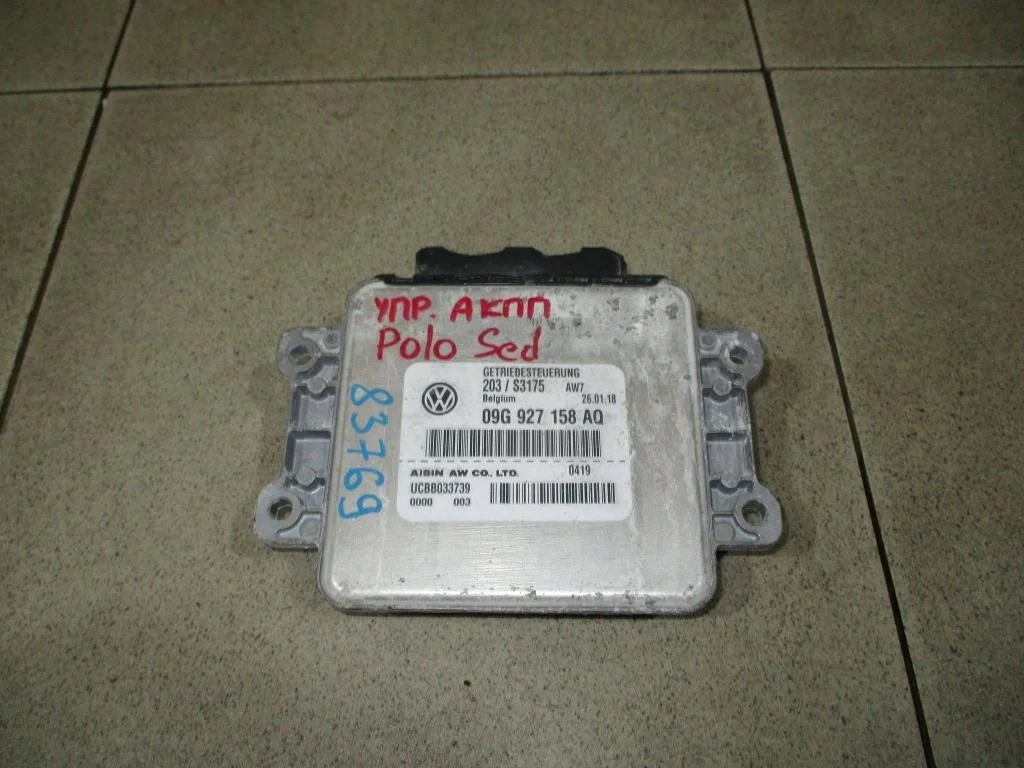 УПР. АКПП
Polo Sed
83769
GETRIEBESTEUERUNG
203 / S3175 AW7
Belgium 26.01.18
09G 927 158 AQ
AISIN AW CO., LTD. 0419
UCBB033739
0000 003